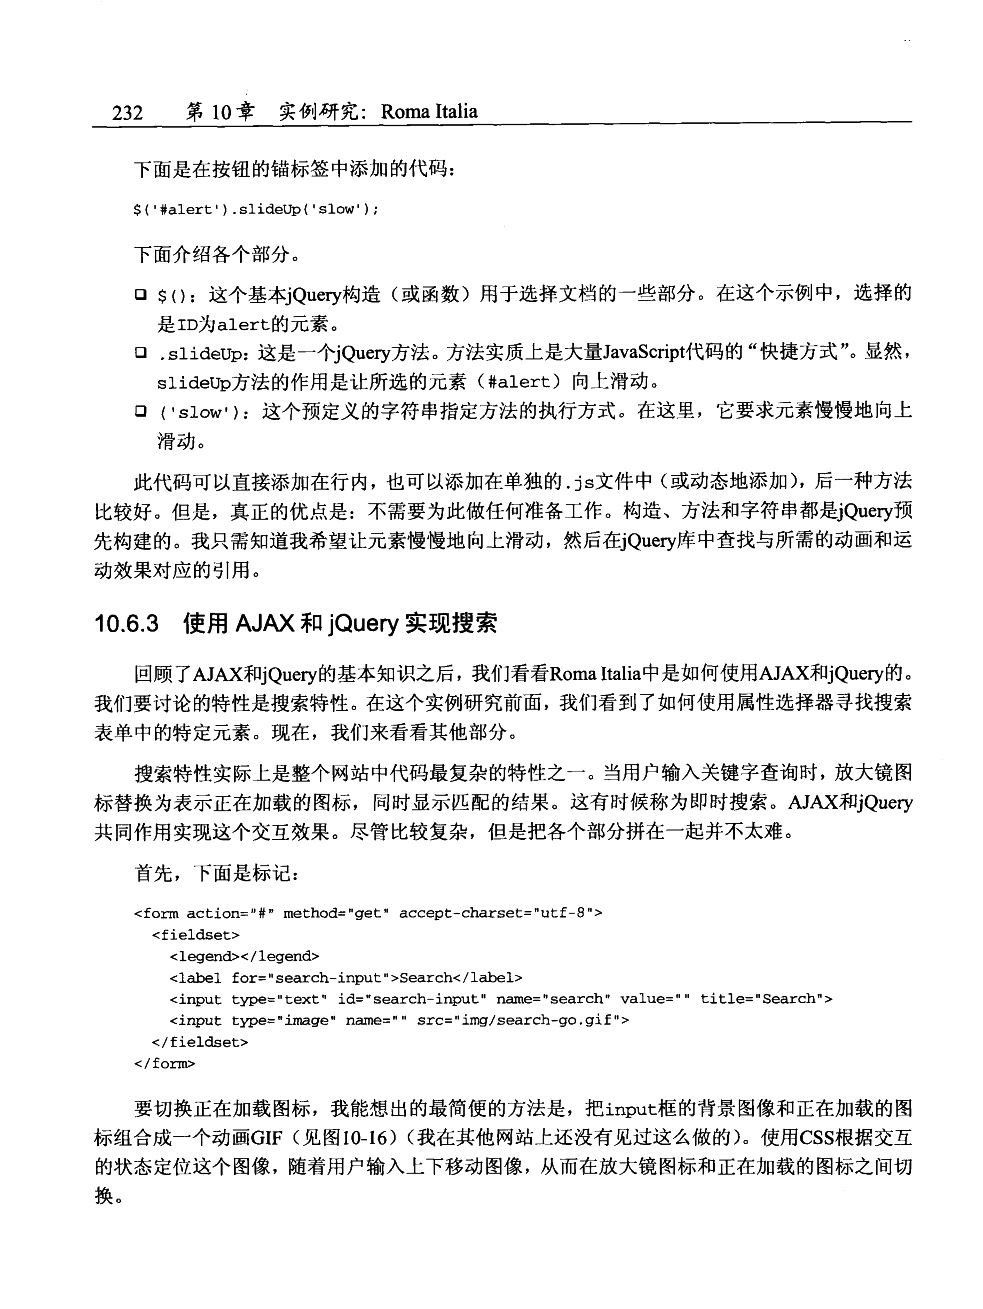 232 第 10 章 实例研究：Roma Italia
下面是在按钮的锚标签中添加的代码：
$('#alert').slideUp('slow');
下面介绍各个部分。
❑ $()：这个基本jQuery构造（或函数）用于选择文档的一些部分。在这个示例中，选择的
是ID为alert的元素。
❑ .slideUp：这是一个jQuery方法。方法实质上是大量JavaScript代码的“快捷方式”。显然，
slideUp方法的作用是让所选的元素（#alert）向上滑动。
❑ ('slow')：这个预定义的字符串指定方法的执行方式。在这里，它要求元素慢慢地向上
滑动。
此代码可以直接添加在行内，也可以添加在单独的.js文件中（或动态地添加），后一种方法
比较好。但是，真正的优点是：不需要为此做任何准备工作。构造、方法和字符串都是jQuery预
先构建的。我只需知道我希望让元素慢慢地向上滑动，然后在jQuery库中查找与所需的动画和运
动效果对应的引用。
10.6.3 使用 AJAX 和 jQuery 实现搜索
回顾了AJAX和jQuery的基本知识之后，我们看看Roma Italia中是如何使用AJAX和jQuery的。
我们要讨论的特性是搜索特性。在这个实例研究前面，我们看到了如何使用属性选择器寻找搜索
表单中的特定元素。现在，我们来看看其他部分。
搜索特性实际上是整个网站中代码最复杂的特性之一。当用户输入关键字查询时，放大镜图
标替换为表示正在加载的图标，同时显示匹配的结果。这有时候称为即时搜索。AJAX和jQuery
共同作用实现这个交互效果。尽管比较复杂，但是把各个部分拼在一起并不太难。
首先，下面是标记：
<form action="#" method="get" accept-charset="utf-8">
<fieldset>
<legend></legend>
<label for="search-input">Search</label>
<input type="text" id="search-input" name="search" value="" title="Search">
<input type="image" name="" src="img/search-go.gif">
</fieldset>
</form>
要切换正在加载图标，我能想出的最简便的方法是，把input框的背景图像和正在加载的图
标组合成一个动画GIF（见图10-16）（我在其他网站上还没有见过这么做的）。使用CSS根据交互
的状态定位这个图像，随着用户输入上下移动图像，从而在放大镜图标和正在加载的图标之间切
换。